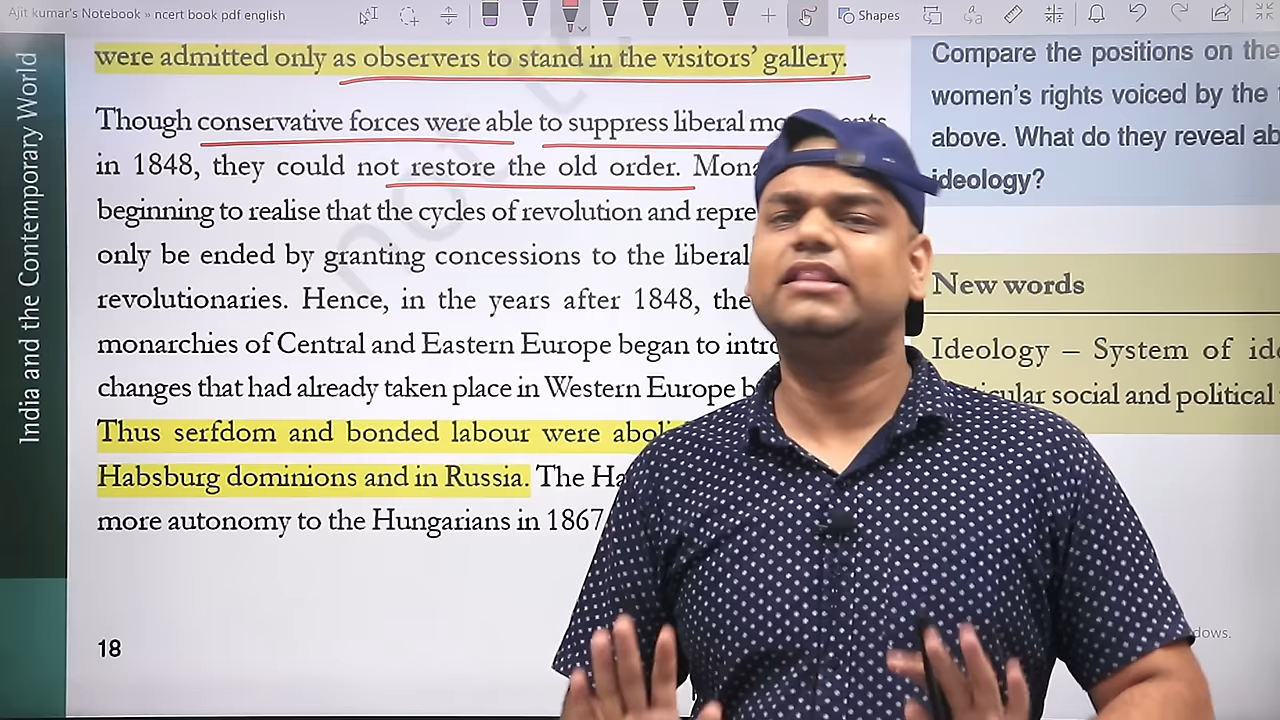 Ajit kumar's Notebook » ncert book pdf english
Shapes
India and the Contemporary World
were admitted only as observers to stand in the visitors' gallery.
Though conservative forces were able to suppress liberal
in 1848, they could not restore the old order.
beginning to realise that the cycles of revolution and
only be ended by granting concessions to the
revolutionaries. Hence, in the years after 1848, the
monarchies of Central and Eastern Europe began to
changes that had already taken place in Western Europe
Thus serfdom and bonded labour were
Habsburg dominions and in Russia. The
more autonomy to the Hungarians in 1867
18
Compare the positions on the
women's rights voiced by the
above. What do they reveal
ideology?
New words
Ideology – System of
social and political